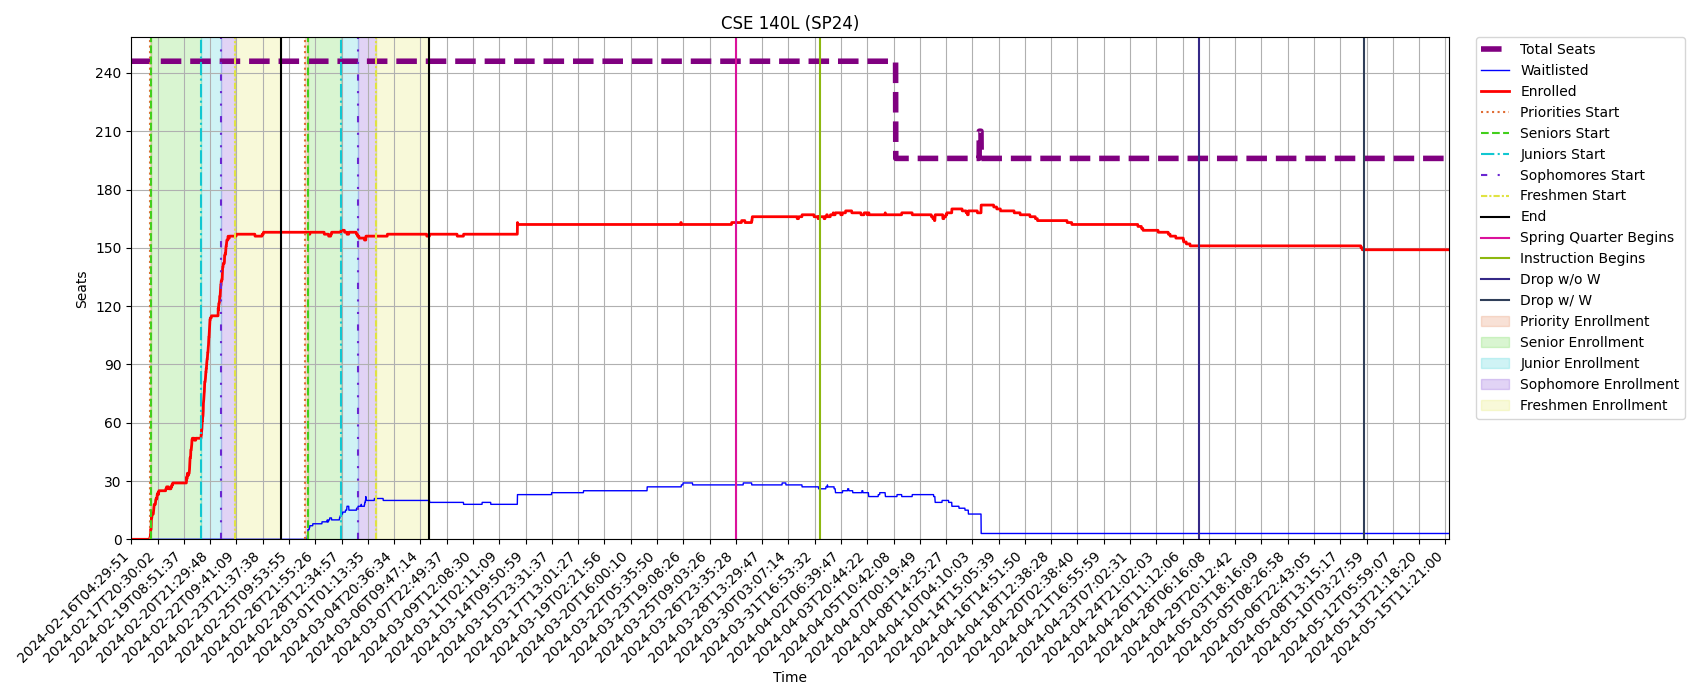 CSE 140L (SP24)
Seats
240
210
180
150
120
90
60
30
0
2024-02-16T04:29:51
2024-02-17T20:30:02
2024-02-19T08:51:37
2024-02-20T21:29:48
2024-02-22T09:41:09
2024-02-23T21:37:38
2024-02-25T09:53:55
2024-02-26T21:55:26
2024-02-28T12:34:57
2024-03-01T01:13:35
2024-03-04T20:36:34
2024-03-06T09:47:14
2024-03-07T22:49:37
2024-03-09T12:08:30
2024-03-11T02:11:09
2024-03-14T09:50:59
2024-03-15T23:31:37
2024-03-17T13:01:27
2024-03-19T02:21:56
2024-03-20T16:00:10
2024-03-22T05:35:50
2024-03-23T19:08:26
2024-03-25T09:03:26
2024-03-26T23:35:28
2024-03-28T13:29:47
2024-03-30T03:07:14
2024-03-31T16:53:32
2024-04-02T06:39:47
2024-04-03T20:44:22
2024-04-05T10:42:08
2024-04-07T00:19:49
2024-04-08T14:25:27
2024-04-10T04:10:03
2024-04-14T15:05:39
2024-04-16T14:51:50
2024-04-18T12:38:28
2024-04-20T02:38:40
2024-04-21T16:55:59
2024-04-23T07:02:31
2024-04-24T21:02:03
2024-04-26T11:12:06
2024-04-28T06:16:08
2024-04-29T20:12:42
2024-05-03T18:16:09
2024-05-05T08:26:58
2024-05-06T22:43:05
2024-05-08T13:15:17
2024-05-10T03:27:59
2024-05-12T05:59:07
2024-05-13T21:18:20
2024-05-15T11:21:00
Time
Total Seats
Waitlisted
Enrolled
Priorities Start
Seniors Start
Juniors Start
Sophomores Start
Freshmen Start
End
Spring Quarter Begins
Instruction Begins
Drop w/o W
Drop w/ W
Priority Enrollment
Senior Enrollment
Junior Enrollment
Sophomore Enrollment
Freshmen Enrollment